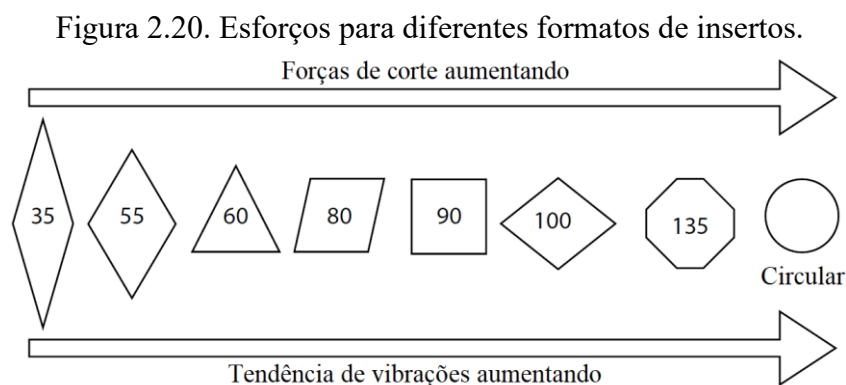 Figura 2.20. Esforços para diferentes formatos de insertos.
Forças de corte aumentando
35 55 60 80 90 100 135
Circular
Tendência de vibrações aumentando